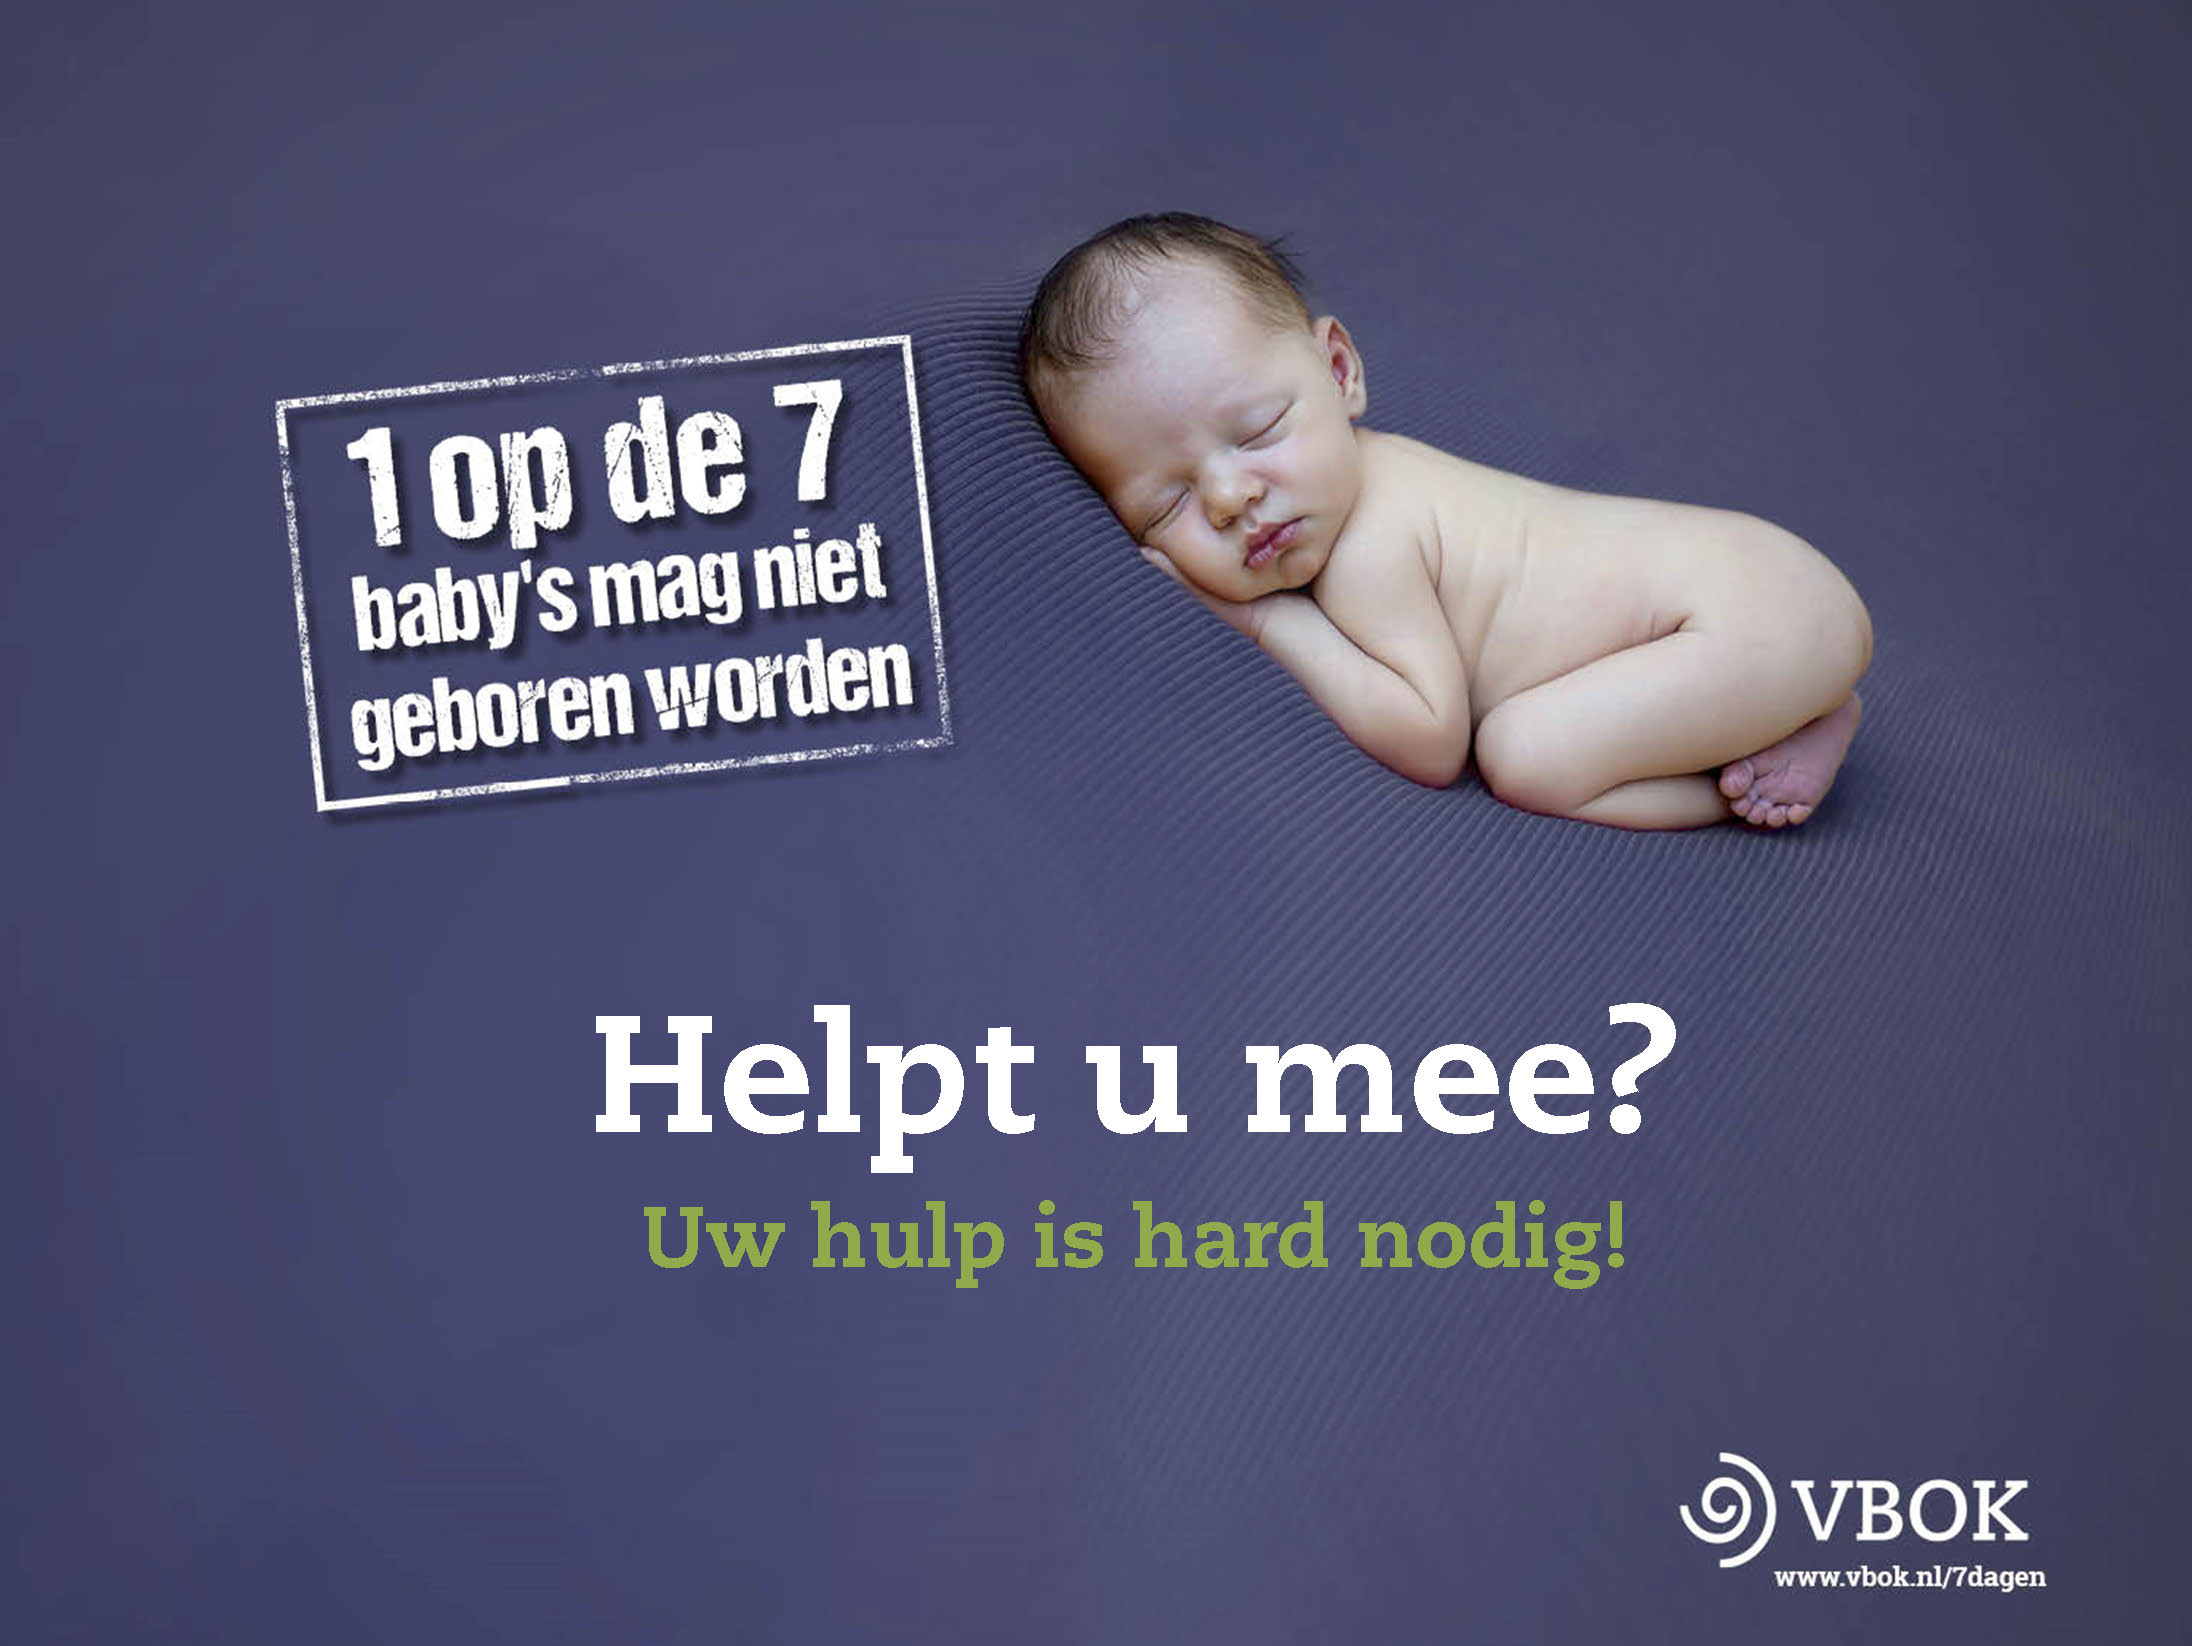 1 op de 7
baby's mag niet
geboren worden
Helpt u mee?
Uw hulp is hard nodig!
VBOK
www.vbok.nl/7dagen